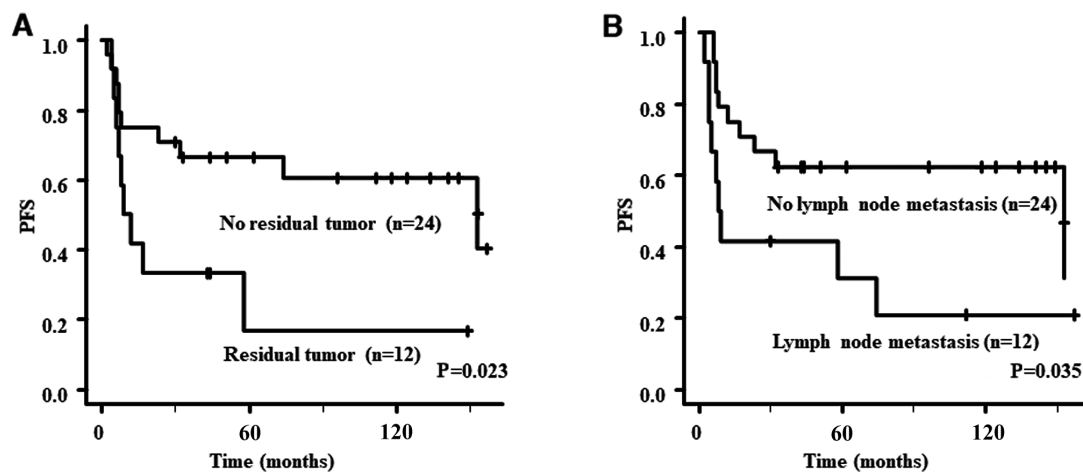 A
1.0
0.8
0.6
0.4
0.2
0.0
PFS
No residual tumor (n=24)
Residual tumor (n=12)
P=0.023
0
60
120
Time (months)
B
1.0
0.8
0.6
0.4
0.2
0.0
PFS
No lymph node metastasis (n=24)
Lymph node metastasis (n=12)
P=0.035
0
60
120
Time (months)